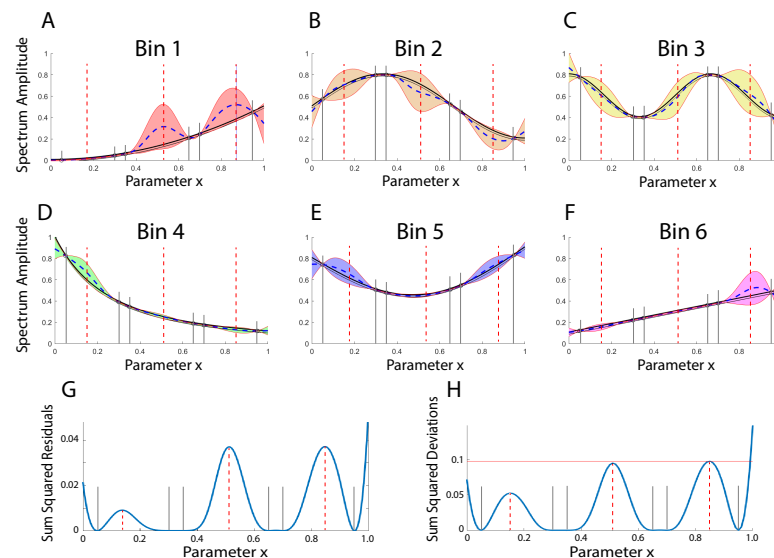 A
Bin 1
B
Bin 2
C
Bin 3
Spectrum Amplitude
1
0.8
0.6
0.4
0.2
0
0 0.2 0.4 0.6 0.8 1
Parameter x
1
0.8
0.6
0.4
0.2
0
0 0.2 0.4 0.6 0.8 1
Parameter x
1
0.8
0.6
0.4
0.2
0
0 0.2 0.4 0.6 0.8
Parameter x
D
Bin 4
E
Bin 5
F
Bin 6
Spectrum Amplitude
1
0.8
0.6
0.4
0.2
0
0 0.2 0.4 0.6 0.8 1
Parameter x
1
0.8
0.6
0.4
0.2
0
0 0.2 0.4 0.6 0.8 1
Parameter x
1
0.8
0.6
0.4
0.2
0
0 0.2 0.4 0.6 0.8
Parameter x
G
Sum Squared Residuals
0.04
0.02
0
0 0.2 0.4 0.6 0.8 1.0
Parameter x
H
Sum Squared Deviations
0.1
0.05
0
0 0.2 0.4 0.6 0.8 1.0
Parameter x